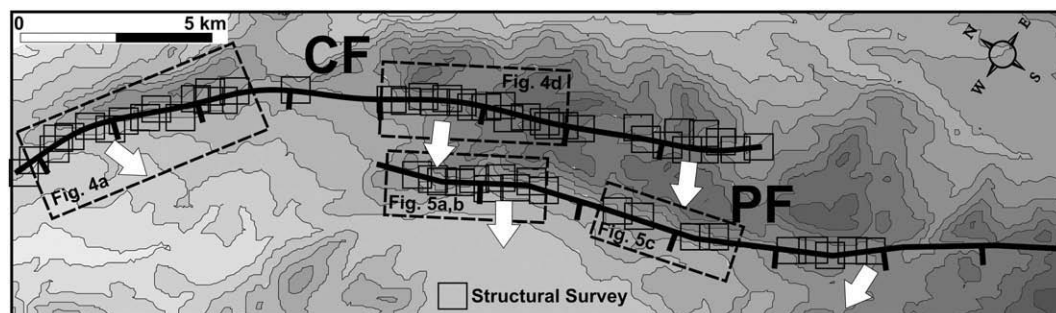 0 5 km
CF
N E
W S
Fig. 4d
Fig. 4a
Fig. 5a,b
PF
Fig. 5c
Structural Survey